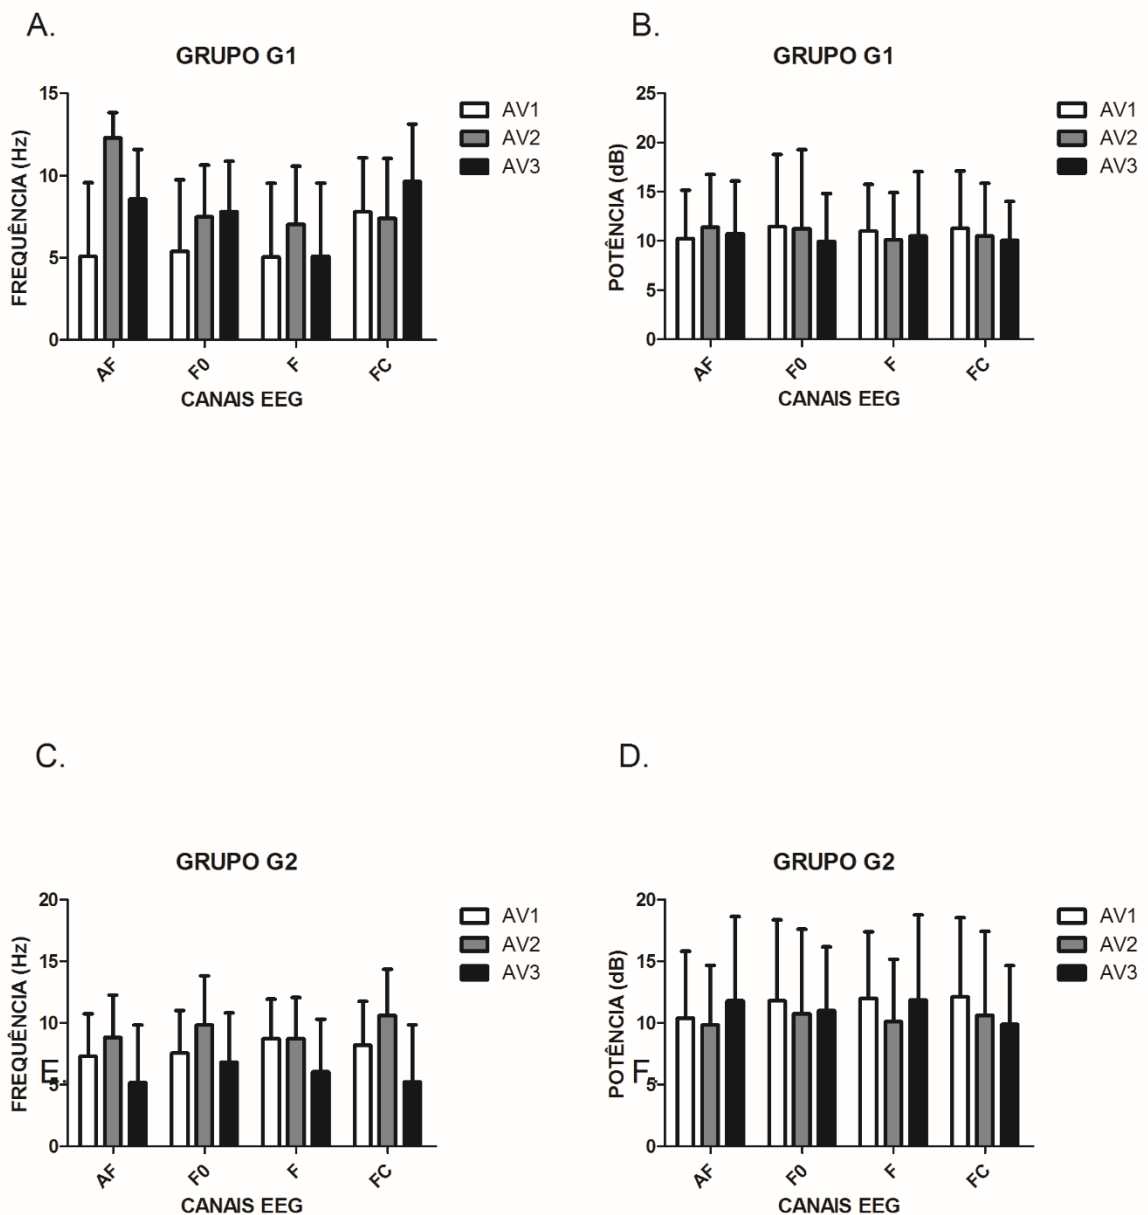 A.
GRUPO G1
FREQUÊNCIA (Hz)
15
10
5
0
AF
F0
F
FC
CANAIS EEG
AV1
AV2
AV3
B.
GRUPO G1
POTÊNCIA (dB)
25
20
15
10
5
0
AF
F0
F
FC
CANAIS EEG
AV1
AV2
AV3
C.
GRUPO G2
FREQUÊNCIA (Hz)
20
15
10
5
0
E.
AF
F0
F
FC
CANAIS EEG
AV1
AV2
AV3
D.
GRUPO G2
POTÊNCIA (dB)
20
15
10
5
0
F.
AF
F0
F
FC
CANAIS EEG
AV1
AV2
AV3